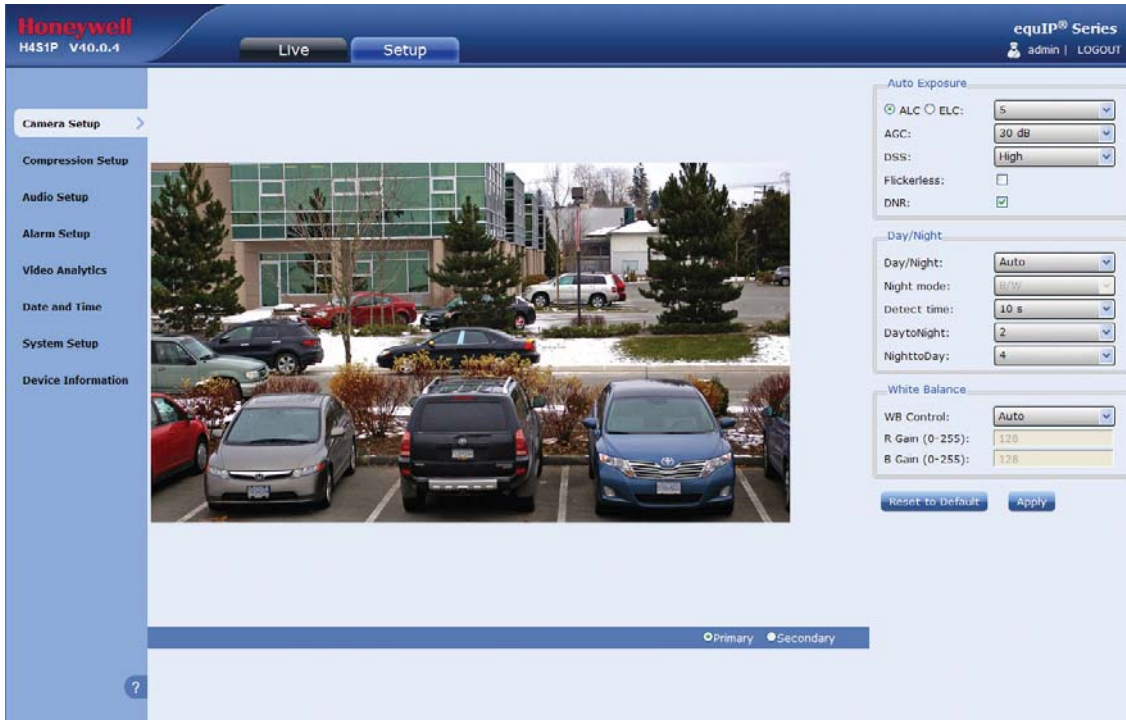 Honeywell
H4S1P V40.0.4
Live
Setup
equIP® Series
admin | LOGOUT
Camera Setup
Compression Setup
Audio Setup
Alarm Setup
Video Analytics
Date and Time
System Setup
Device Information
?
Primary Secondary
Auto Exposure
ALC ELC: 5
AGC: 30 dB
DSS: High
Flickerless:
DNR:
Day/Night
Day/Night: Auto
Night mode: B/W
Detect time: 10 s
DaytoNight: 2
NighttoDay: 4
White Balance
WB Control: Auto
R Gain (0-255): 128
B Gain (0-255): 128
Reset to Default Apply